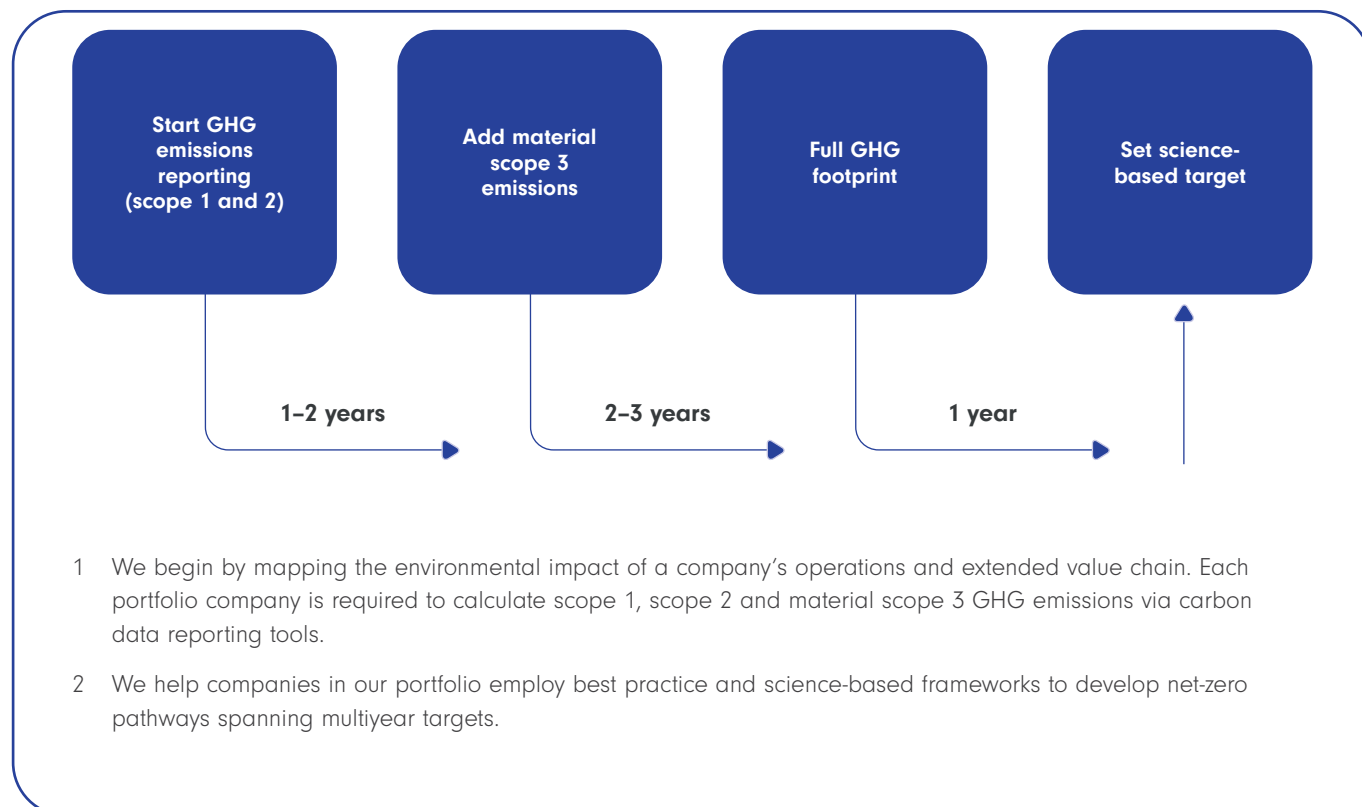 Start GHG
emissions
reporting
(scope 1 and 2)
Add material
scope 3
emissions
Full GHG
footprint
Set science-
based target
1–2 years
2–3 years
1 year
1 We begin by mapping the environmental impact of a company’s operations and extended value chain. Each
portfolio company is required to calculate scope 1, scope 2 and material scope 3 GHG emissions via carbon
data reporting tools.
2 We help companies in our portfolio employ best practice and science-based frameworks to develop net-zero
pathways spanning multiyear targets.